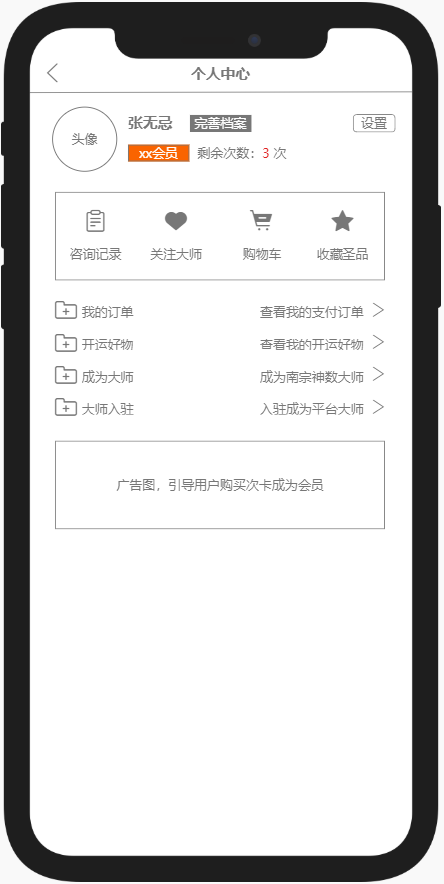 个人中心
头像
张无忌 完善档案 设置
xx会员 剩余次数：3 次
咨询记录 关注大师 购物车 收藏圣品
我的订单 查看我的支付订单
开运好物 查看我的开运好物
成为大师 成为南宗神数大师
大师入驻 入驻成为平台大师
广告图，引导用户购买次卡成为会员